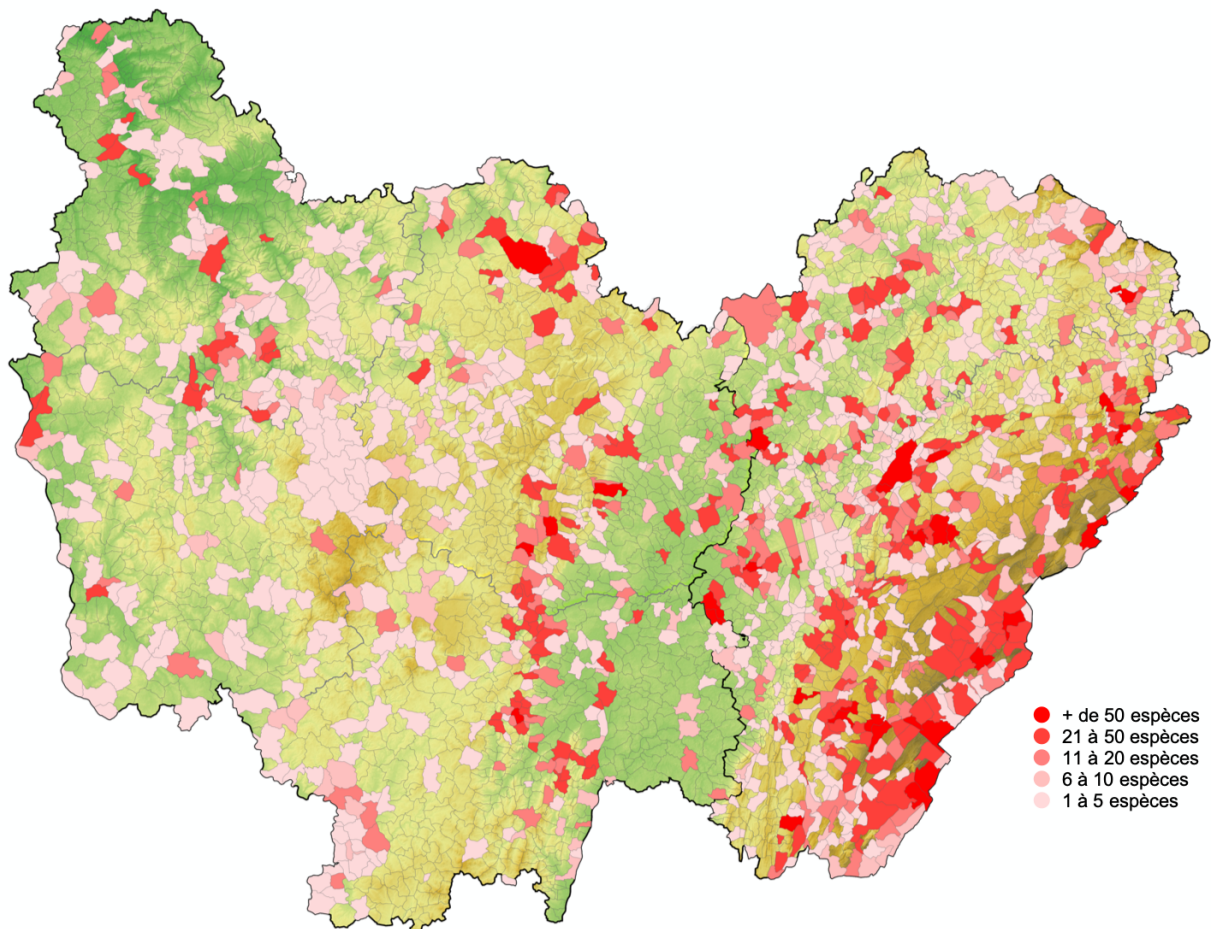 + de 50 espèces
21 à 50 espèces
11 à 20 espèces
6 à 10 espèces
1 à 5 espèces